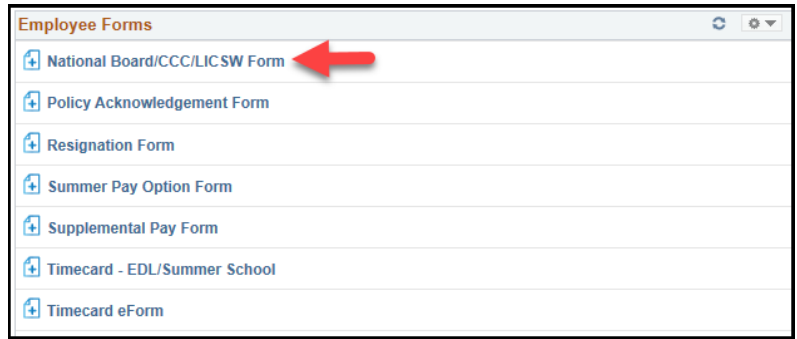 Employee Forms
National Board/CCC/LICSW Form
Policy Acknowledgement Form
Resignation Form
Summer Pay Option Form
Supplemental Pay Form
Timecard - EDL/Summer School
Timecard eForm